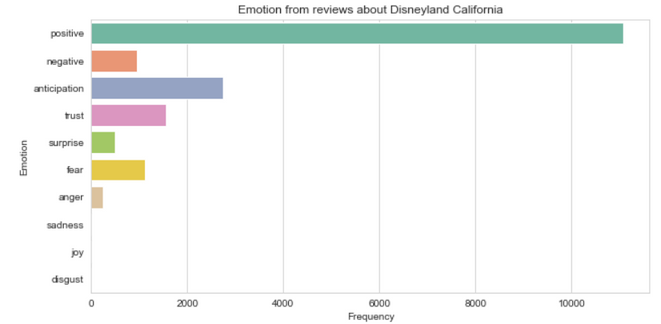 Emotion from reviews about Disneyland California
positive
negative
anticipation
trust
surprise
fear
anger
sadness
joy
disgust
Emotion
0 2000 4000 6000 8000 10000
Frequency